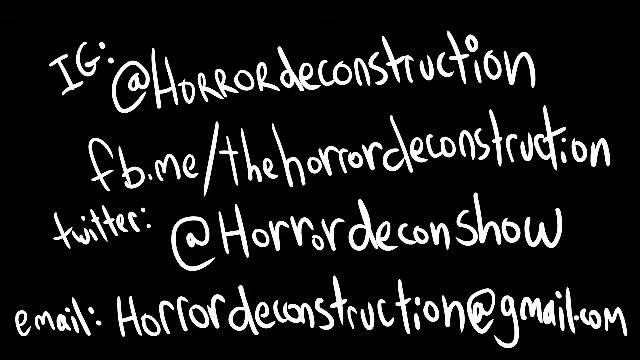 IG: @HORRORdeconstruction
fb.me/thehorrordeconstruction
twitter: @Horrordeconshow
email: Horrordeconstruction@gmail.com